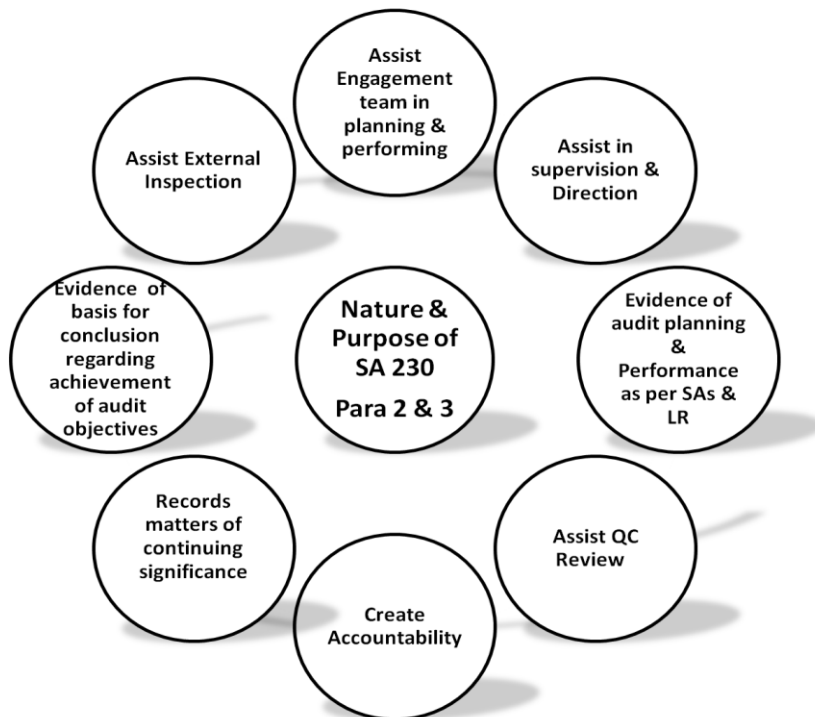 Assist
Engagement
team in
planning &
performing
Assist in
supervision &
Direction
Evidence of
audit planning
&
Performance
as per SAs &
LR
Assist QC
Review
Create
Accountability
Records
matters of
continuing
significance
Evidence of
basis for
conclusion
regarding
achievement
of audit
objectives
Assist External
Inspection
Nature &
Purpose of
SA 230
Para 2 & 3